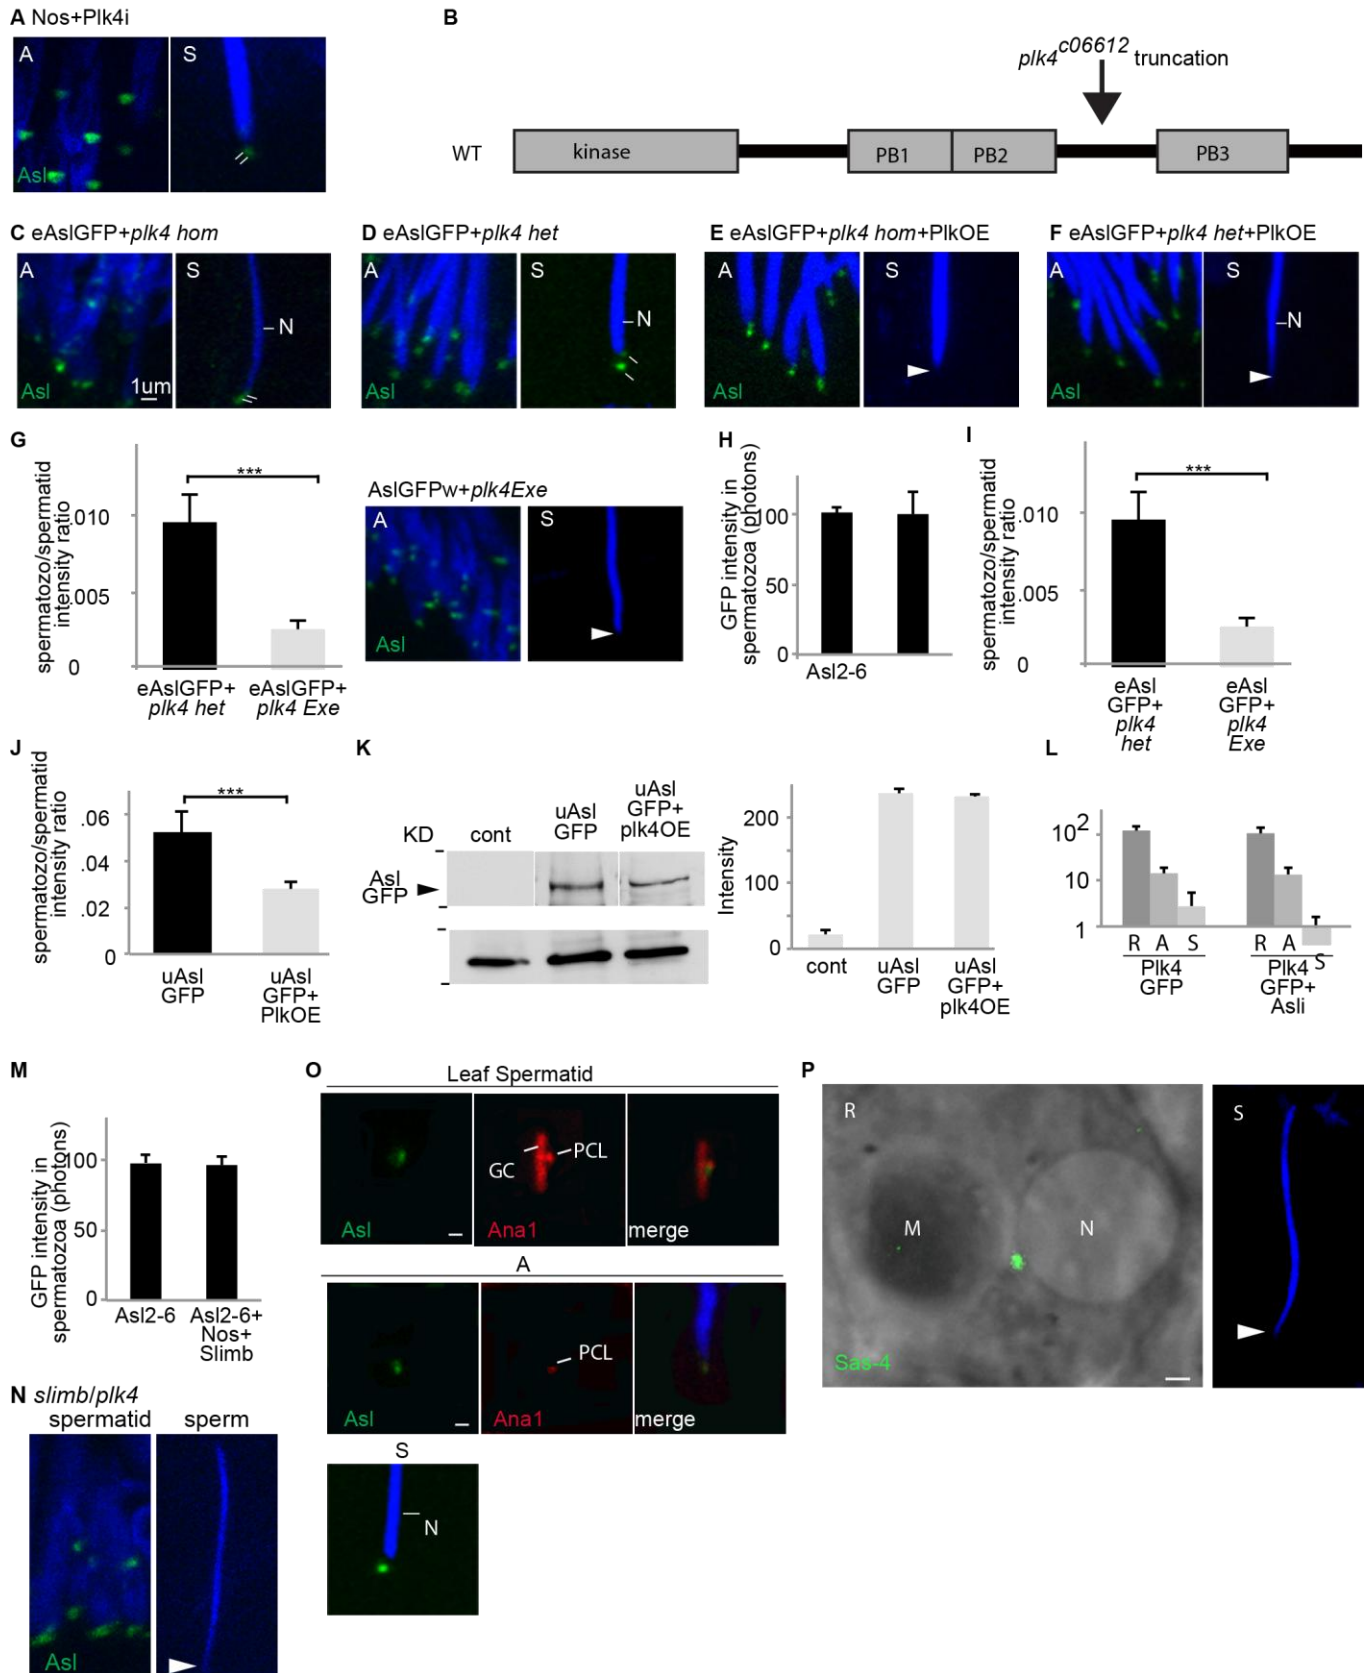 A Nos+Plk4i
A
S
Asl
B
plk4c06612 truncation
WT
kinase
PB1
PB2
PB3
C eAslGFP+plk4 hom
A
S
N
Asl
1um
D eAslGFP+plk4 het
A
S
N
Asl
E eAslGFP+plk4 hom+PlkOE
A
S
Asl
F eAslGFP+plk4 het+PlkOE
A
S
N
Asl
G
spermatozo/spermatid
intensity ratio
.010
.005
0
***
eAslGFP+
plk4 het
eAslGFP+
plk4 Exe
AslGFPw+plk4Exe
A
S
Asl
H
GFP intensity in
spermatozoa (photons)
100
50
0
Asl2-6
I
spermatozo/spermatid
intensity ratio
.010
.005
0
***
eAsl
GFP+
plk4
het
eAsl
GFP+
plk4
Exe
J
spermatozo/spermatid
intensity ratio
.06
.04
.02
0
***
uAsl
GFP
uAsl
GFP+
PlkOE
K
KD
cont
uAsl
GFP
uAsl
GFP+
plk4OE
Asl
GFP
Intensity
200
100
0
cont
uAsl
GFP
uAsl
GFP+
plk4OE
L
102
10
1
R A S
Plk4
GFP
R A S
Plk4
GFP+
Asli
M
GFP intensity in
spermatozoa (photons)
100
50
0
Asl2-6
Asl2-6+
Nos+
Slimb
N slimb/plk4
spermatid
sperm
Asl
O
Leaf Spermatid
Asl
GC
PCL
Ana1
merge
A
Asl
PCL
Ana1
merge
S
N
P
R
M
N
Sas-4
S